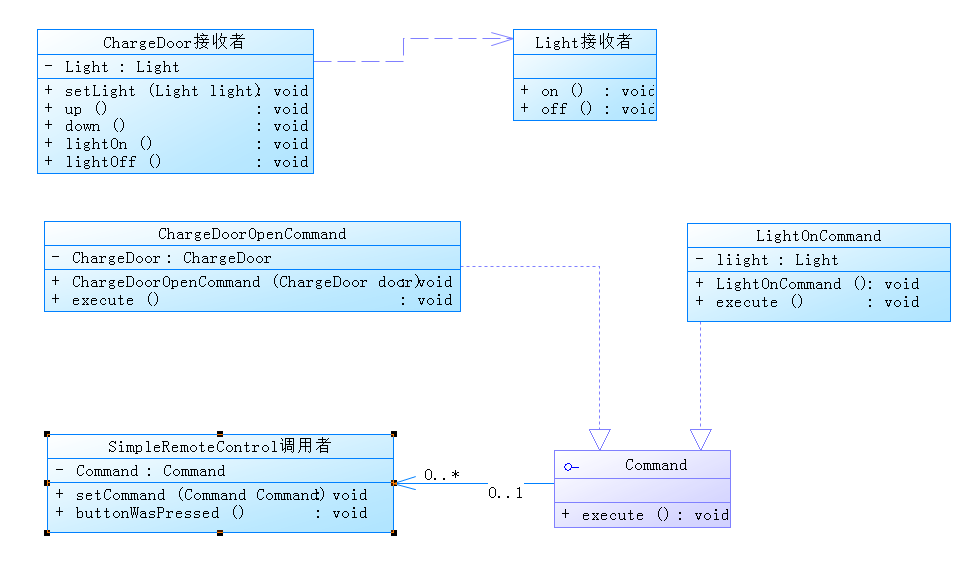 ChargeDoor接收者
- Light : Light
+ setLight (Light light) : void
+ up () : void
+ down () : void
+ lightOn () : void
+ lightOff () : void
Light接收者
+ on () : void
+ off () : void
ChargeDoorOpenCommand
- ChargeDoor : ChargeDoor
+ ChargeDoorOpenCommand (ChargeDoor door) : void
+ execute () : void
LightOnCommand
- liight : Light
+ LightOnCommand () : void
+ execute () : void
SimpleRemoteControl调用者
- Command : Command
+ setCommand (Command Command) : void
+ buttonWasPressed () : void
0..*
0..1
Command
+ execute () : void